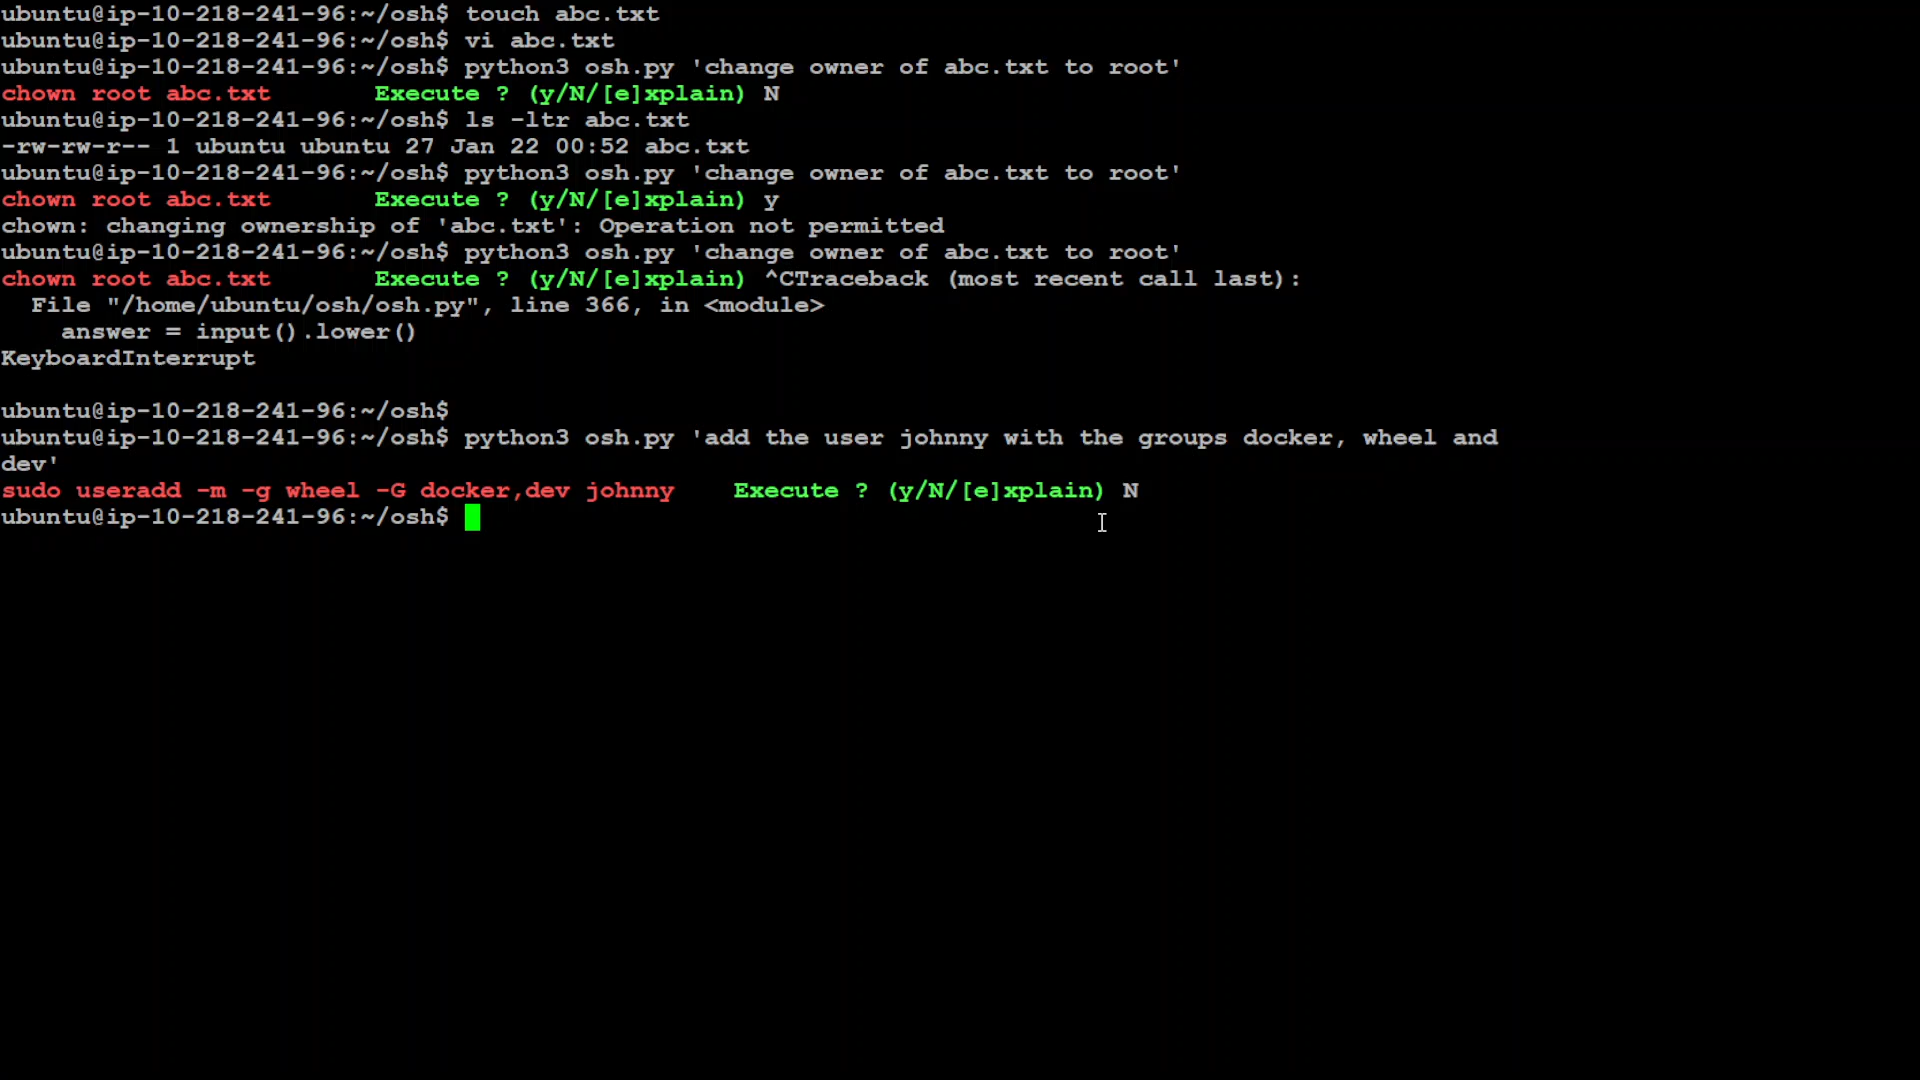 ubuntu@ip-10-218-241-96:~/osh$ touch abc.txt
ubuntu@ip-10-218-241-96:~/osh$ vi abc.txt
ubuntu@ip-10-218-241-96:~/osh$ python3 osh.py 'change owner of abc.txt to root'
chown root abc.txt       Execute ? (y/N/[e]xplain) N
ubuntu@ip-10-218-241-96:~/osh$ ls -ltr abc.txt
-rw-rw-r-- 1 ubuntu ubuntu 27 Jan 22 00:52 abc.txt
ubuntu@ip-10-218-241-96:~/osh$ python3 osh.py 'change owner of abc.txt to root'
chown root abc.txt       Execute ? (y/N/[e]xplain) y
chown: changing ownership of 'abc.txt': Operation not permitted
ubuntu@ip-10-218-241-96:~/osh$ python3 osh.py 'change owner of abc.txt to root'
chown root abc.txt       Execute ? (y/N/[e]xplain) ^CTraceback (most recent call last):
  File "/home/ubuntu/osh/osh.py", line 366, in <module>
    answer = input().lower()
KeyboardInterrupt

ubuntu@ip-10-218-241-96:~/osh$
ubuntu@ip-10-218-241-96:~/osh$ python3 osh.py 'add the user johnny with the groups docker, wheel and
dev'
sudo useradd -m -g wheel -G docker,dev johnny    Execute ? (y/N/[e]xplain) N
ubuntu@ip-10-218-241-96:~/osh$